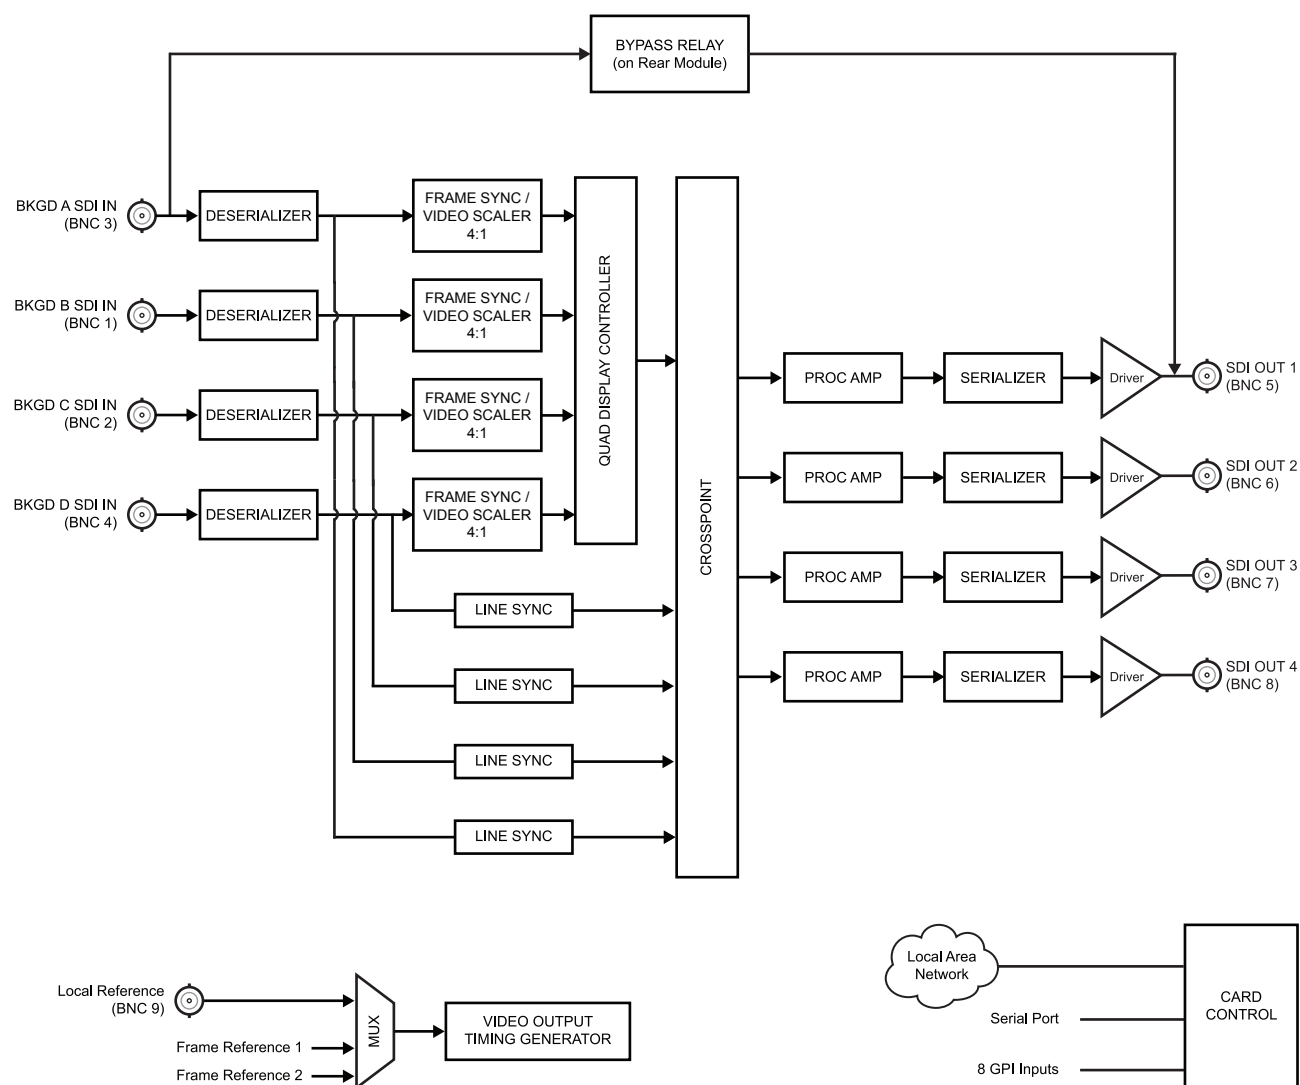 BYPASS RELAY
(on Rear Module)
BKGD A SDI IN
(BNC 3)
DESERIALIZER
FRAME SYNC /
VIDEO SCALER
4:1
BKGD B SDI IN
(BNC 1)
DESERIALIZER
FRAME SYNC /
VIDEO SCALER
4:1
BKGD C SDI IN
(BNC 2)
DESERIALIZER
FRAME SYNC /
VIDEO SCALER
4:1
BKGD D SDI IN
(BNC 4)
DESERIALIZER
FRAME SYNC /
VIDEO SCALER
4:1
QUAD DISPLAY CONTROLLER
LINE SYNC
LINE SYNC
LINE SYNC
LINE SYNC
CROSSPOINT
PROC AMP
SERIALIZER
Driver
SDI OUT 1
(BNC 5)
PROC AMP
SERIALIZER
Driver
SDI OUT 2
(BNC 6)
PROC AMP
SERIALIZER
Driver
SDI OUT 3
(BNC 7)
PROC AMP
SERIALIZER
Driver
SDI OUT 4
(BNC 8)
Local Reference
(BNC 9)
Frame Reference 1
Frame Reference 2
MUX
VIDEO OUTPUT
TIMING GENERATOR
Local Area
Network
Serial Port
8 GPI Inputs
CARD
CONTROL